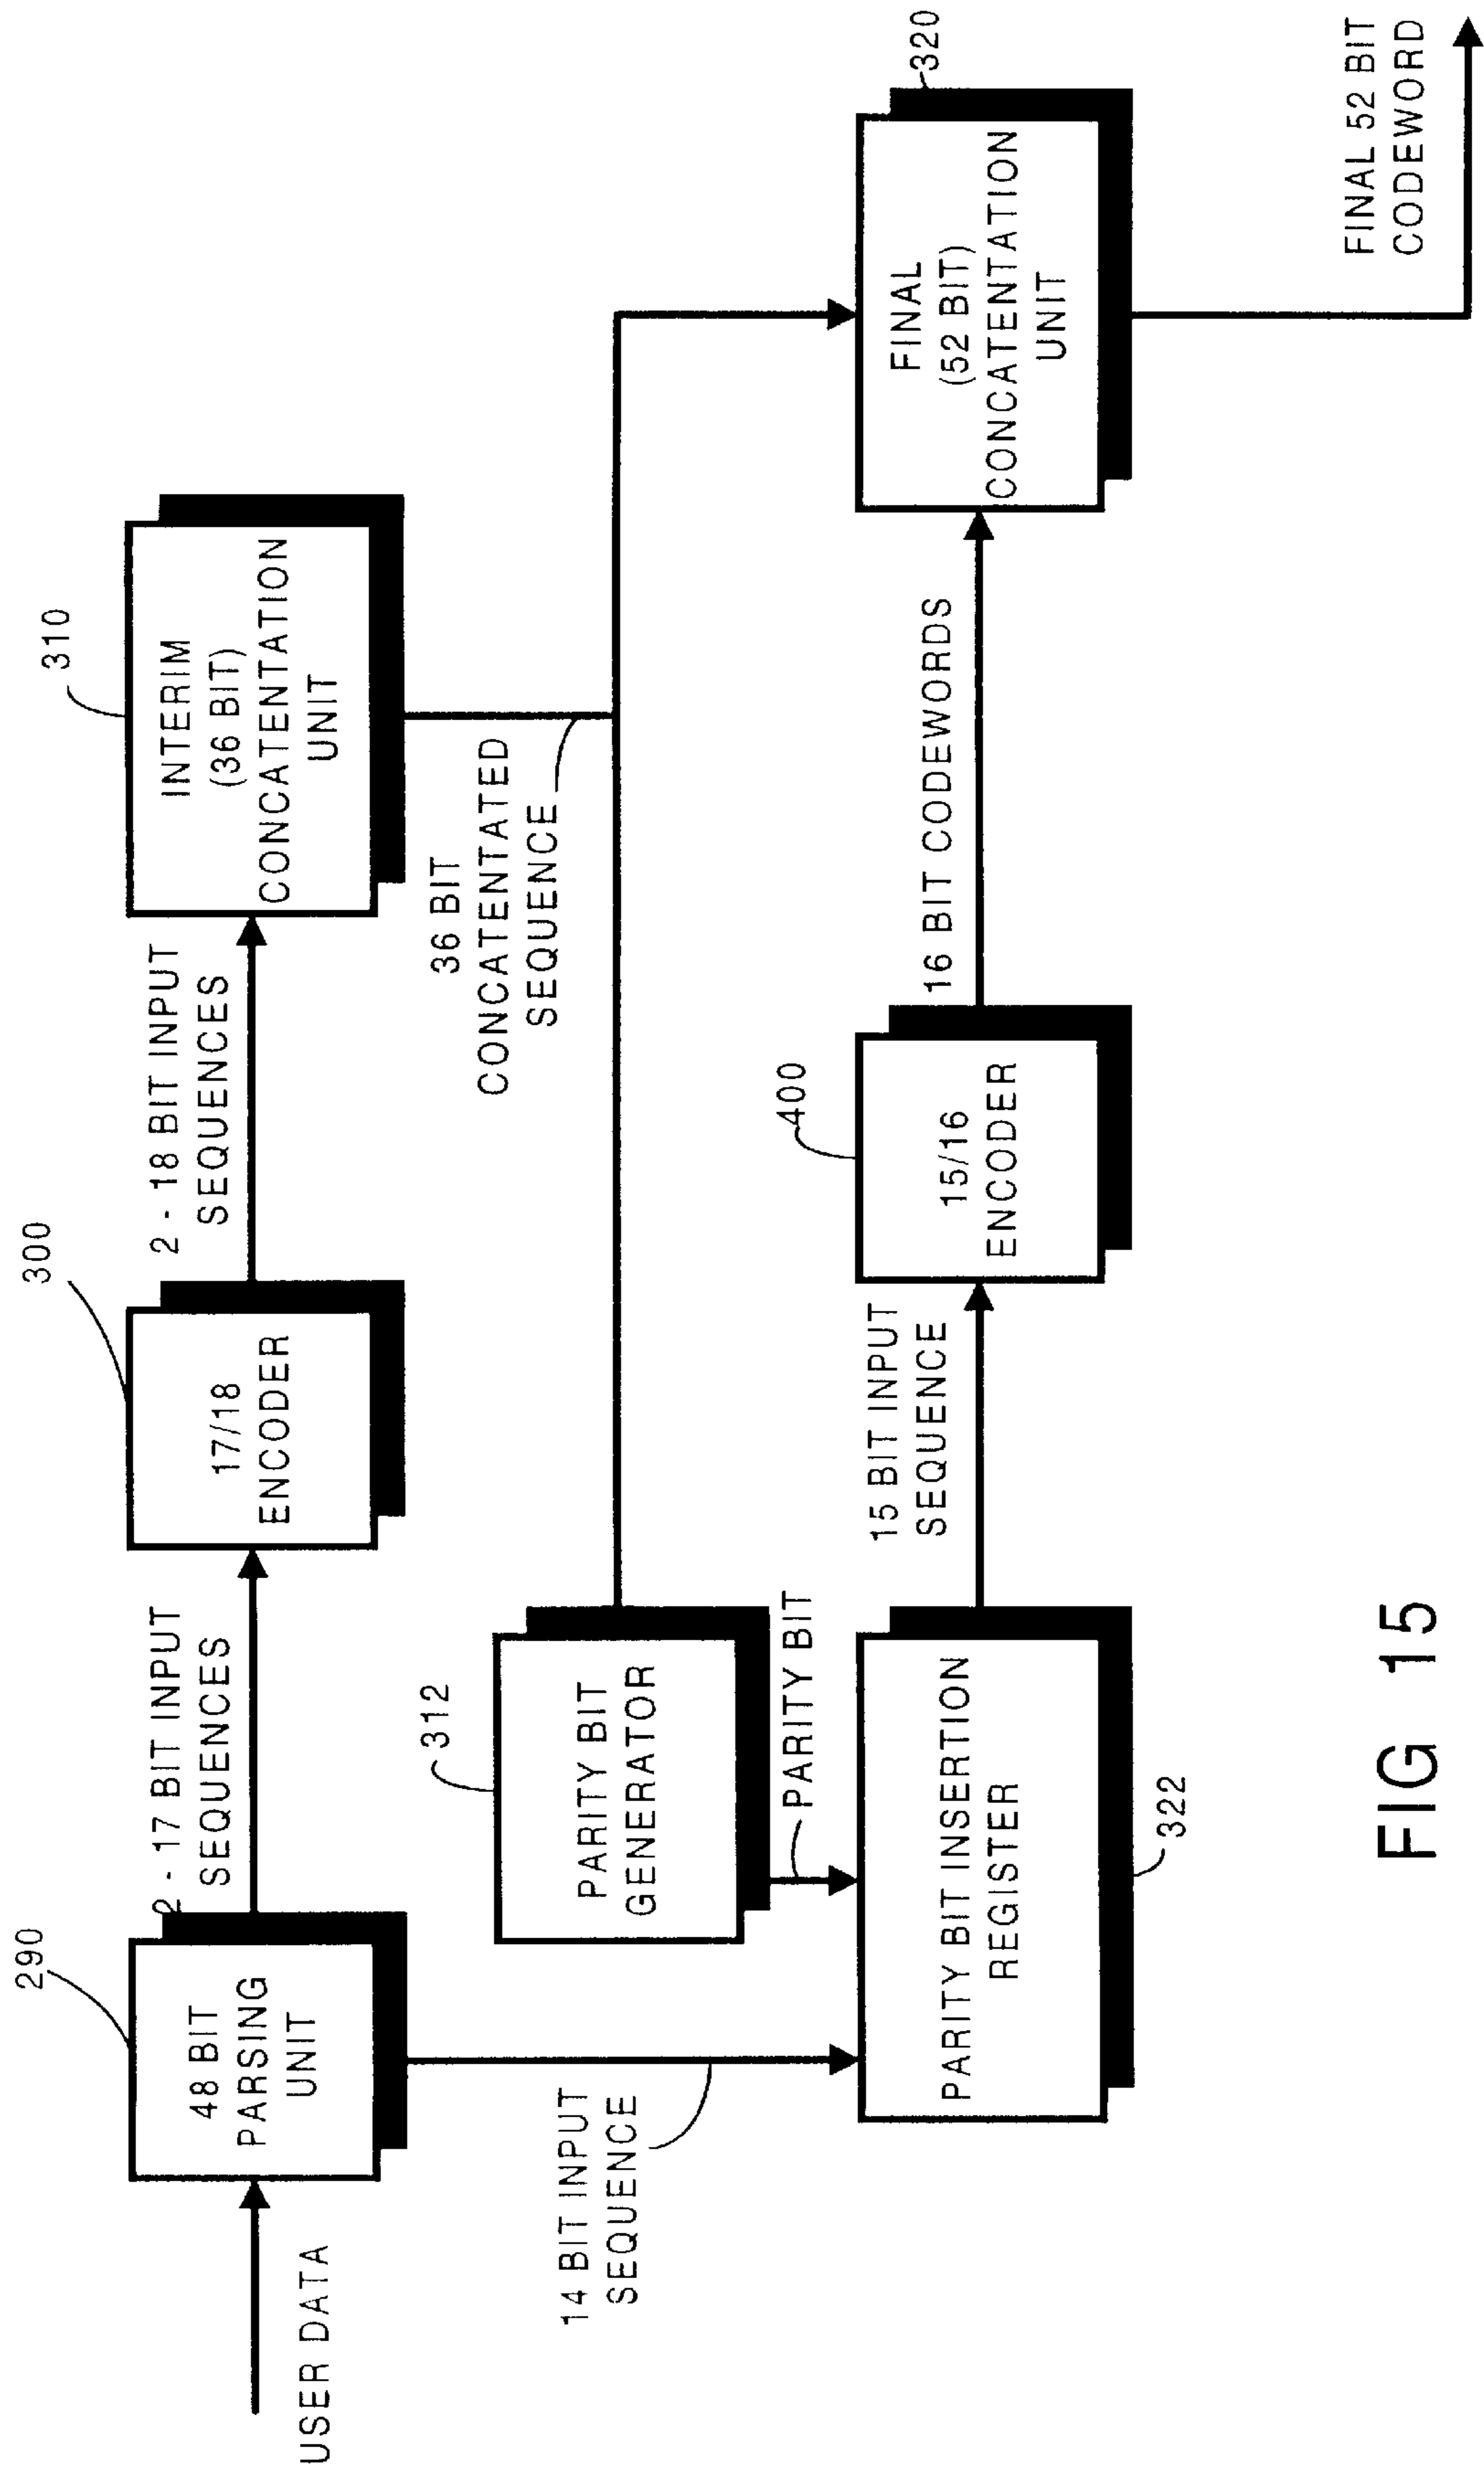 310
300
290
INTERIM
(36 BIT)
CONCATENTATION
UNIT
2 - 18 BIT INPUT
SEQUENCES
17/18
ENCODER
2 - 17 BIT INPUT
SEQUENCES
48 BIT
PARSING
UNIT
USER DATA
36 BIT
CONCATENTATED
SEQUENCE
312
PARITY BIT
GENERATOR
14 BIT INPUT
SEQUENCE
PARITY BIT
320
FINAL
(52 BIT)
CONCATENTATION
UNIT
16 BIT CODEWORDS
400
15/16
ENCODER
15 BIT INPUT
SEQUENCE
PARITY BIT INSERTION
REGISTER
322
FINAL 52 BIT
CODEWORD
FIG 15